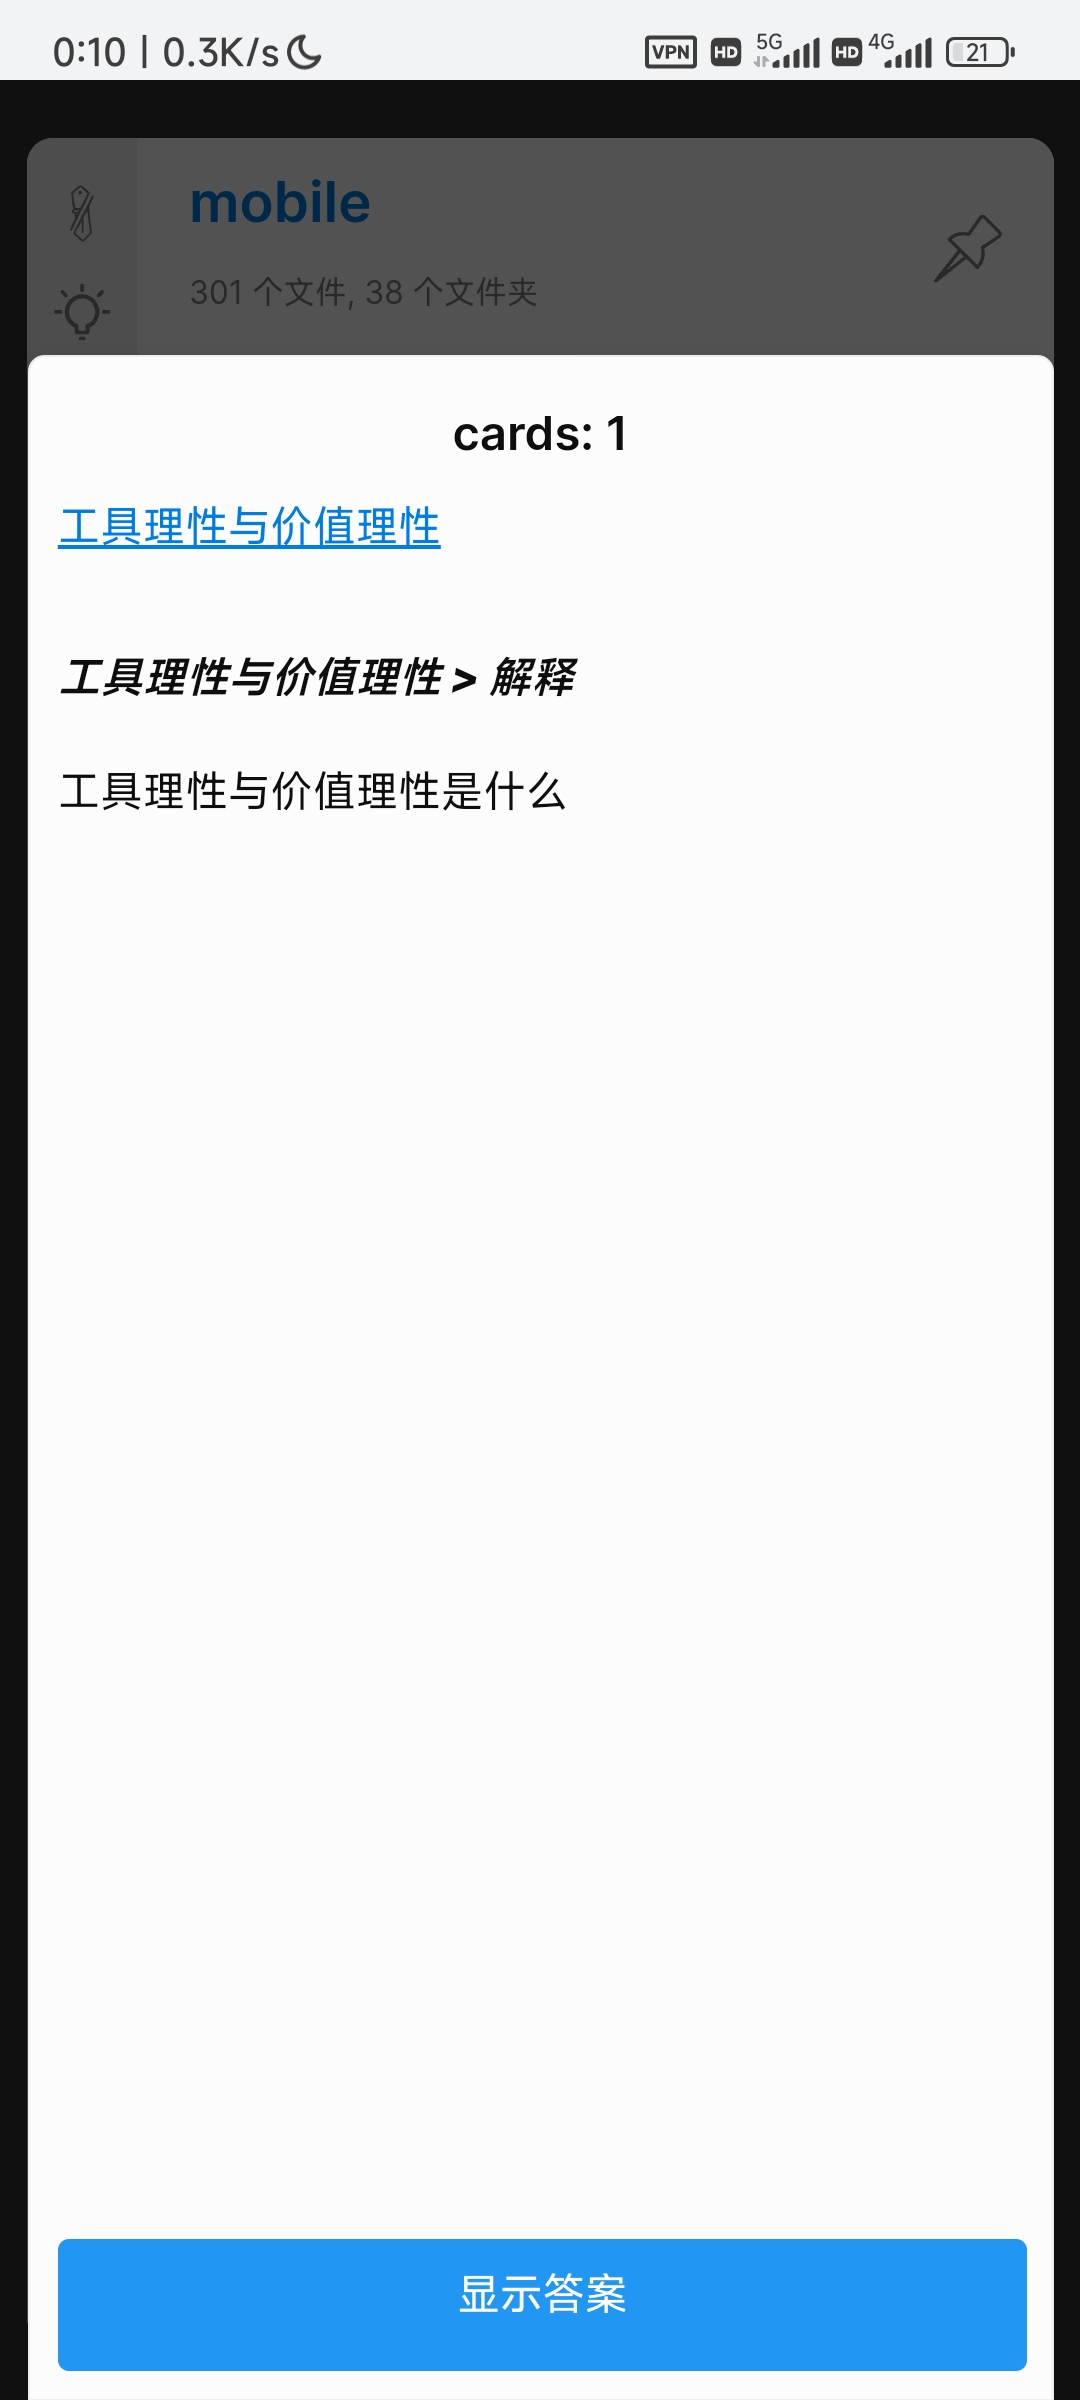 0:10 | 0.3K/s
VPN HD 5G HD 4G 21
mobile
301 个文件, 38 个文件夹
cards: 1
工具理性与价值理性
工具理性与价值理性 > 解释
工具理性与价值理性是什么
显示答案